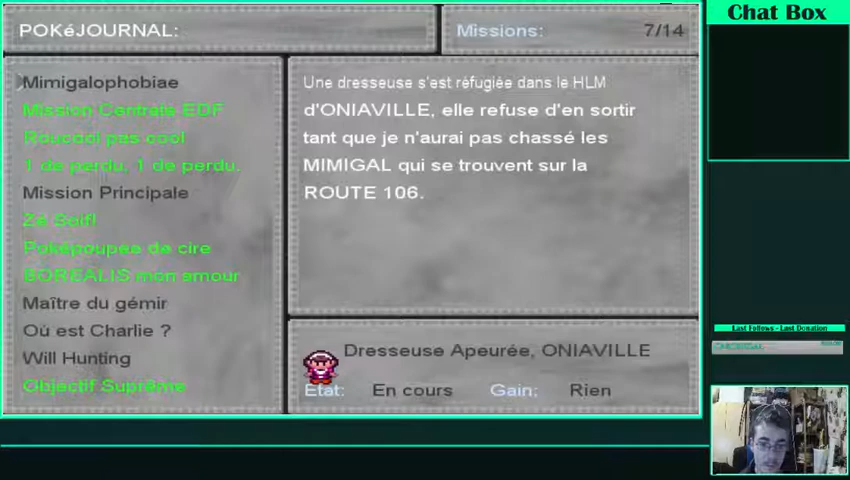 POKéJOURNAL:
Missions: 7/14
Chat Box
Mimigalophobiae
Mission Centrale EDF
Roucool pas cool
1 de perdu, 1 de perdu.
Mission Principale
Zé Soif!
Poképoupée de cire
BOREALIS mon amour
Maître du gémir
Où est Charlie ?
Will Hunting
Objectif Suprême
Une dresseuse s'est réfugiée dans le HLM
d'ONIAVILLE, elle refuse d'en sortir
tant que je n'aurai pas chassé les
MIMIGAL qui se trouvent sur la
ROUTE 106.
Dresseuse Apeurée, ONIAVILLE
Etat: En cours Gain: Rien
Last Follows - Last Donation